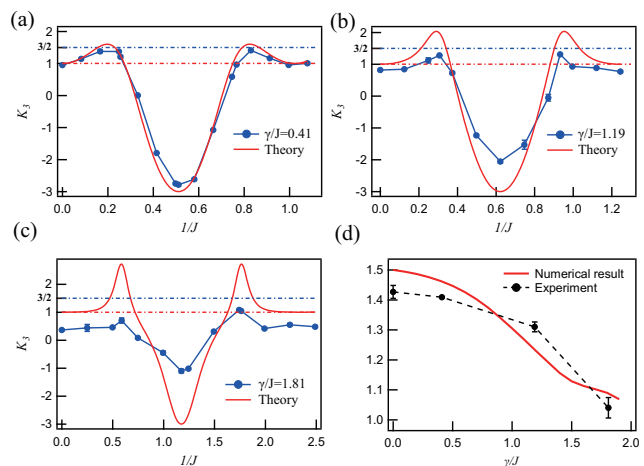 (a)
2
3/2
1
0
-1
-2
-3
K3
γ/J=0.41
Theory
0.0 0.2 0.4 0.6 0.8 1.0
1/J
(b)
2
3/2
1
0
-1
-2
-3
K3
γ/J=1.19
Theory
0.0 0.2 0.4 0.6 0.8 1.0 1.2
1/J
(c)
2
3/2
1
0
-1
-2
-3
K3
γ/J=1.81
Theory
0.0 0.5 1.0 1.5 2.0 2.5
1/J
(d)
1.5
1.4
1.3
1.2
1.1
1.0
Numerical result
Experiment
0.0 0.5 1.0 1.5 2.0
γ/J